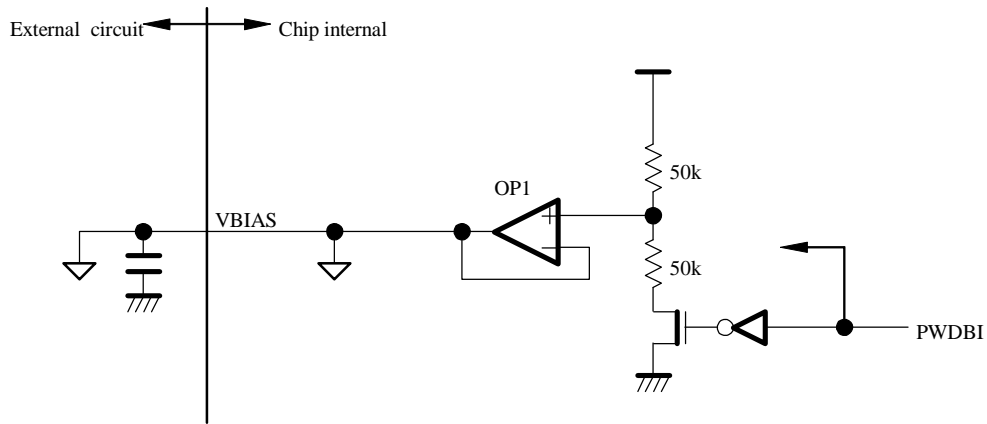 External circuit
Chip internal
50k
OP1
VBIAS
50k
PWDBI